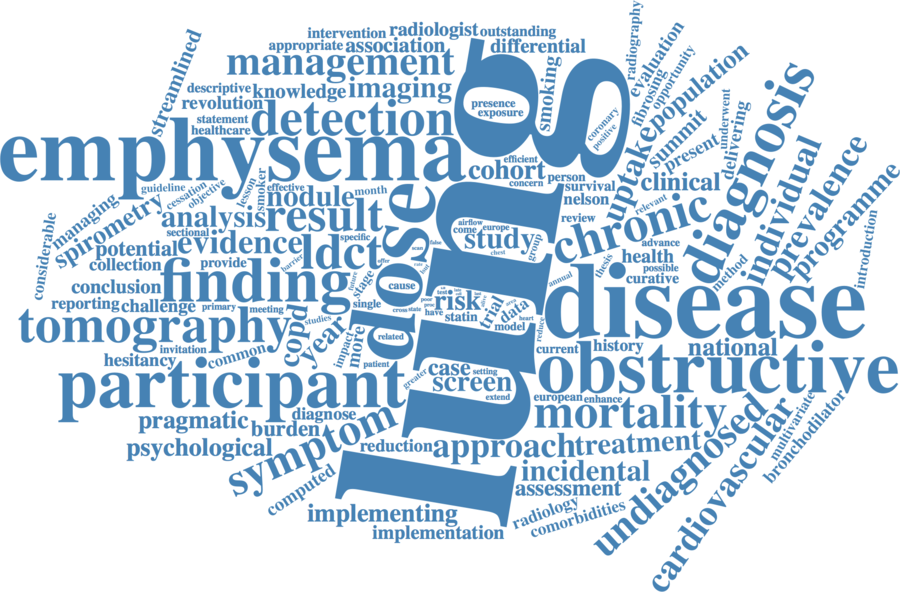 intervention
radiologist
outstanding
appropriate
association
differential
management
streamlined
descriptive
knowledge
imaging
revolution
statement
detection
healthcare
presence
exposure
smoking
radiography
evaluation
fibrosing
opportunity
coronary
positive
population
uptake
summit
present
underwent
delivering
diagnosis
emphysema
efficient
cohort
concern
person
survival
nelson
review
clinical
relevant
chronic
individual
prevalence
programme
introduction
guideline
cessation
objective
lesson
smoker
effective
month
nodule
managing
spirometry
considerable
analysis
result
sectional
evidence
potential
collection
provide
barrier
ldct
specific
dose
lung
airflow
come
europe
study
chest
group
advance
health
possible
thesis
curative
method
annual
disease
conclusion
finding
reporting
challenge
primary
meeting
tomography
studies
copd
year
single
stage
future
offer
scan
false
cause
related
cross
state
poor
have
test
risk
statin
trial
data
area
model
heart
reduce
hesitancy
invitation
common
impact
more
patient
current
history
national
obstructive
participant
greater
case
setting
screen
extend
european
enhance
mortality
pragmatic
burden
diagnose
psychological
symptom
reduction
approach
treatment
undiagnosed
cardiovascular
multivariate
bronchodilator
computed
incidental
assessment
implementing
implementation
radiology
comorbidities